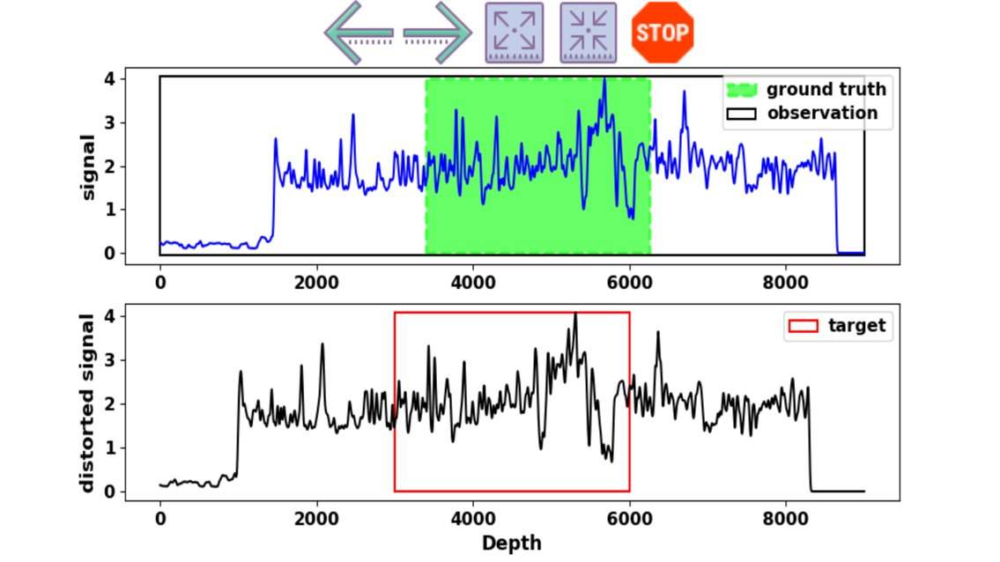 STOP
4
3
2
1
0
signal
ground truth
observation
0 2000 4000 6000 8000
4
3
2
1
0
distorted signal
target
0 2000 4000 6000 8000
Depth